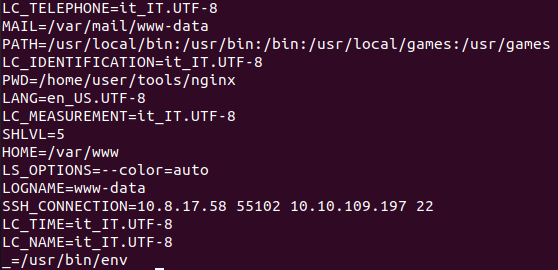 LC_TELEPHONE=it_IT.UTF-8
MAIL=/var/mail/www-data
PATH=/usr/local/bin:/usr/bin:/bin:/usr/local/games:/usr/games
LC_IDENTIFICATION=it_IT.UTF-8
PWD=/home/user/tools/nginx
LANG=en_US.UTF-8
LC_MEASUREMENT=it_IT.UTF-8
SHLVL=5
HOME=/var/www
LS_OPTIONS=--color=auto
LOGNAME=www-data
SSH_CONNECTION=10.8.17.58 55102 10.10.109.197 22
LC_TIME=it_IT.UTF-8
LC_NAME=it_IT.UTF-8
_=/usr/bin/env